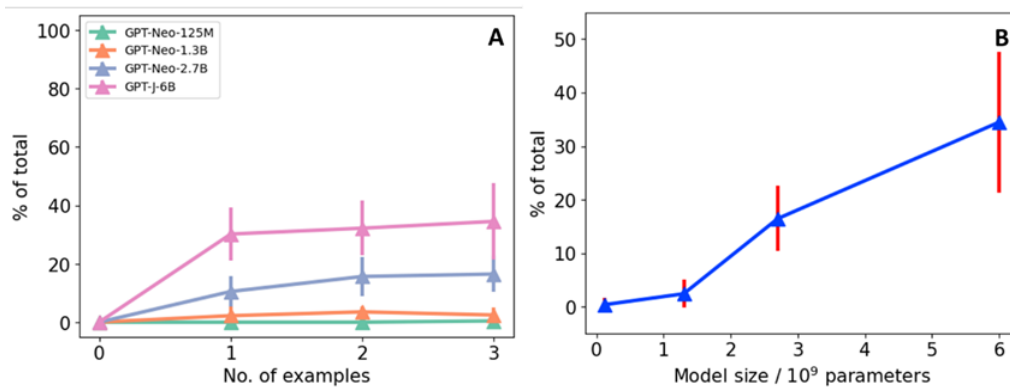 A
GPT-Neo-125M
GPT-Neo-1.3B
GPT-Neo-2.7B
GPT-J-6B
% of total
100
80
60
40
20
0
0 1 2 3
No. of examples
B
% of total
50
40
30
20
10
0
0 1 2 3 4 5 6
Model size / 10⁹ parameters